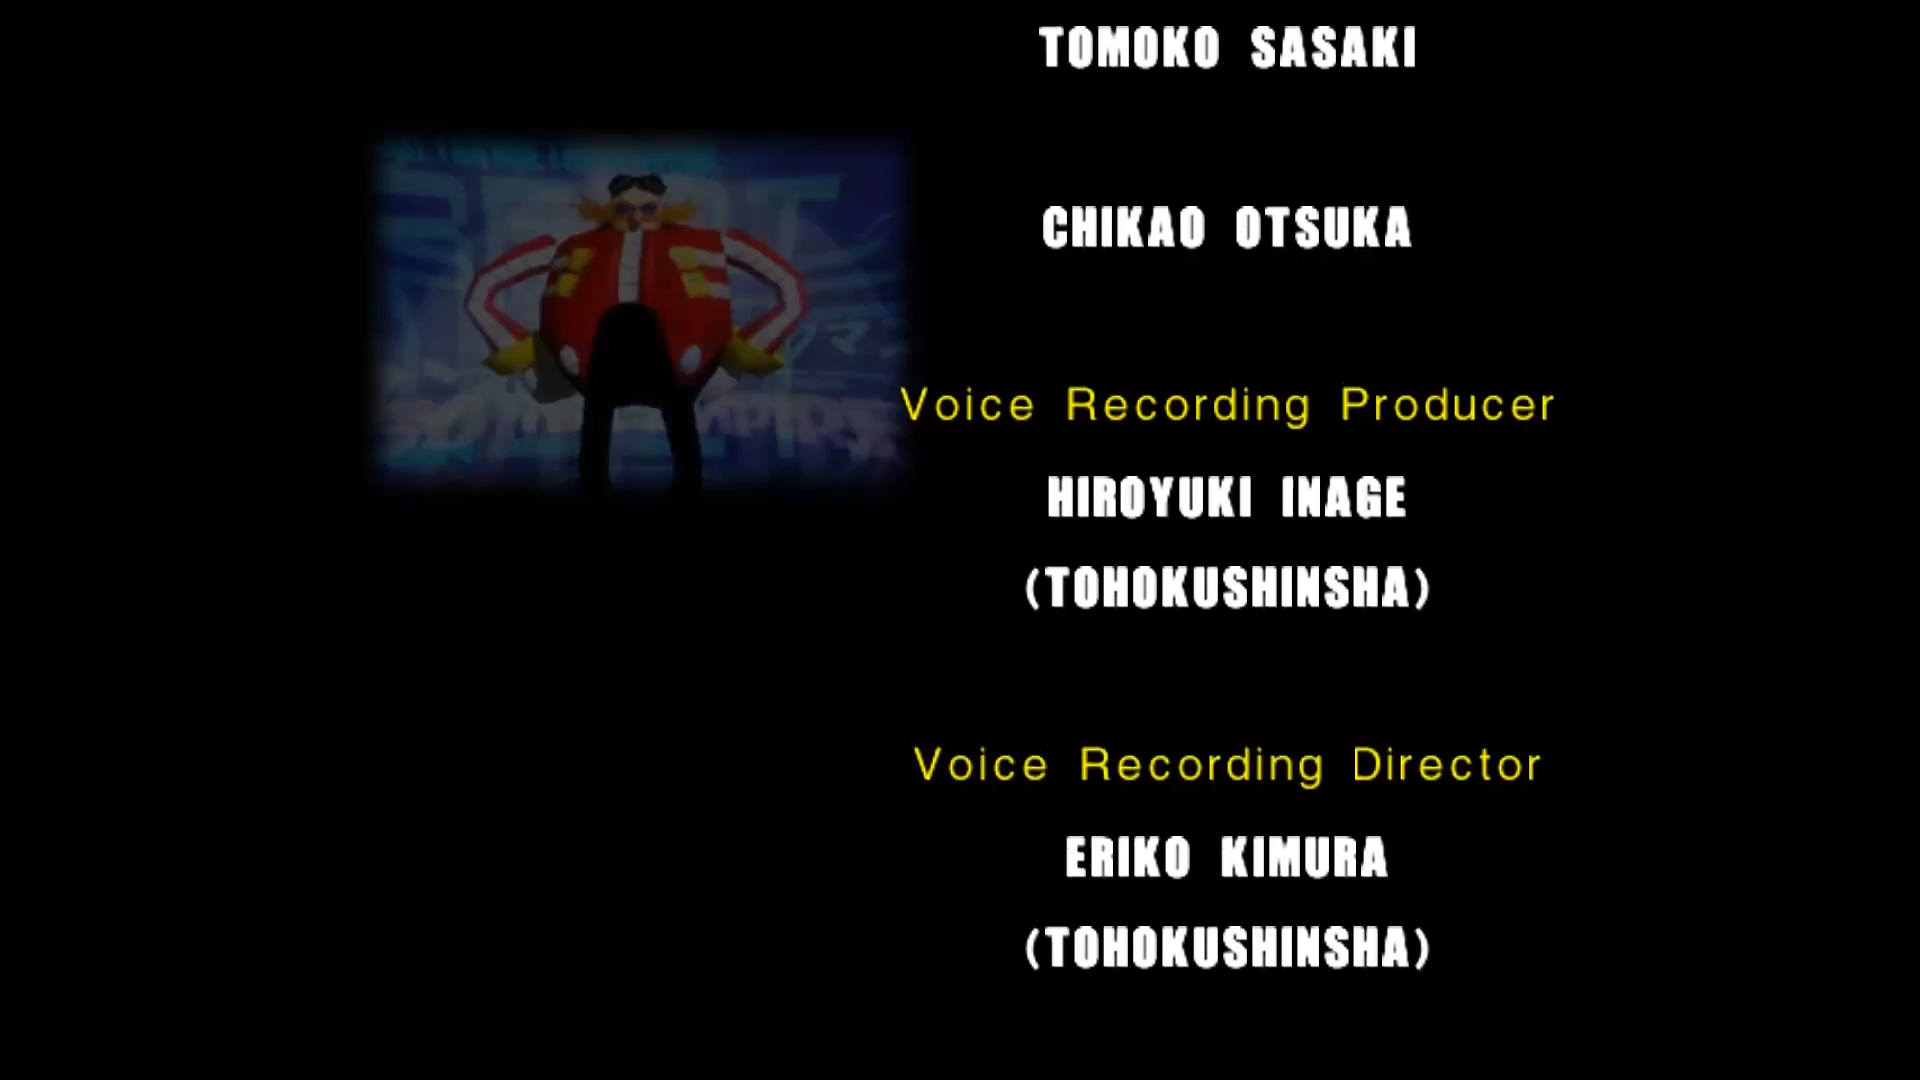 TOMOKO SASAKI
CHIKAO OTSUKA
Voice Recording Producer
HIROYUKI INAGE
(TOHOKUSHINSHA)
Voice Recording Director
ERIKO KIMURA
(TOHOKUSHINSHA)